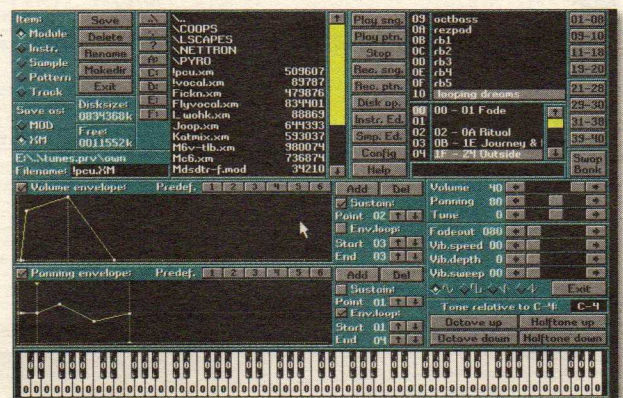 Item:
Module
Instr.
Sample
Pattern
Track
Save as:
MOD
XM
Save
Delete
Rename
Makedir
Exit
Disksize:
0834368k
Free:
0011552k
E:\..\tunes.prv\own
Filename: !pcu.XM
\..
\COOPS
\LSCAPES
\NETTRON
\PYRO
!pcu.xm 509607
!vocal.xm 89787
Fickn.xm 479876
Flyvocal.xm 834401
L_wohk.xm 88869
Joop.xm 644393
Katmix.xm 593037
M6v-tlb.xm 980074
Mc6.xm 736874
Mdsdtr-f.mod 34210
Play sng.
Play ptn.
Stop
Rec. sng.
Rec. ptn.
Disk op.
Instr. Ed.
Smp. Ed.
Config
Help
09 octbass
0A rezpad
0B rb1
0C rb2
0D rb3
0E rb4
0F rb5
10 looping dreams
00 00 - 01 Fade
01
02 02 - 0A Ritual
03 0B - 1E Journey &
04 1F - 24 Outside
01-08
09-10
11-18
19-20
21-28
29-30
31-38
39-40
Swap
Bank
Volume envelope: Predef. 1 2 3 4 5 6
Add Del
Sustain:
Point 02
Env.loop:
Start 03
End 03
Panning envelope: Predef. 1 2 3 4 5 6
Add Del
Sustain:
Point 01
Env.loop:
Start 01
End 04
Volume 40
Panning 80
Tune 0
Fadeout 080
Vib.speed 00
Vib.depth 0
Vib.sweep 00
Exit
Tone relative to C-4: C-4
Octave up Halftone up
Octave down Halftone down